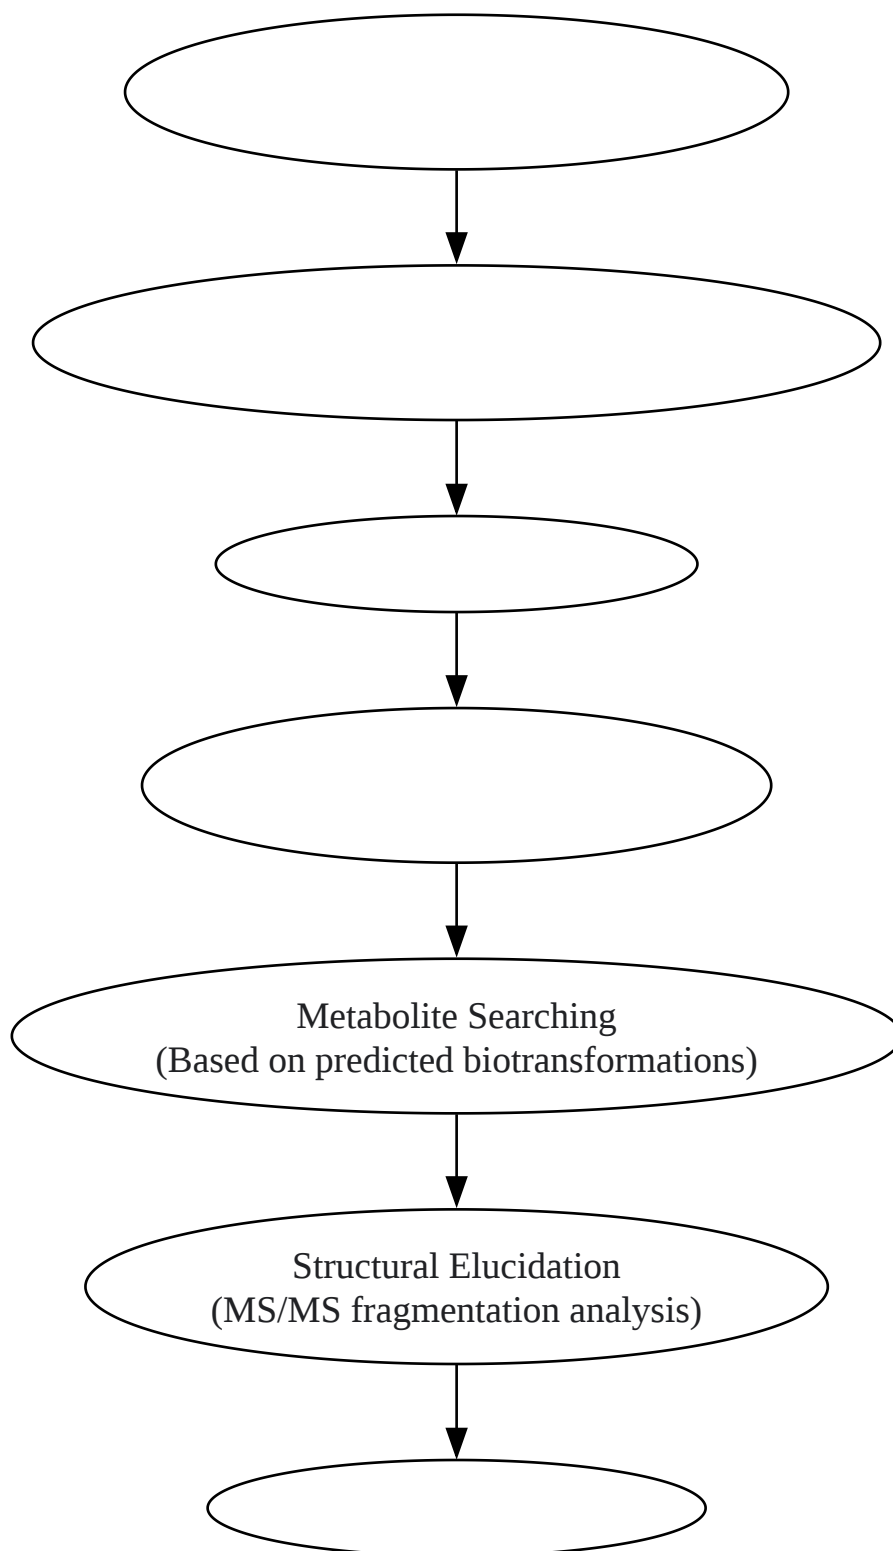 Metabolite Searching
(Based on predicted biotransformations)
Structural Elucidation
(MS/MS fragmentation analysis)